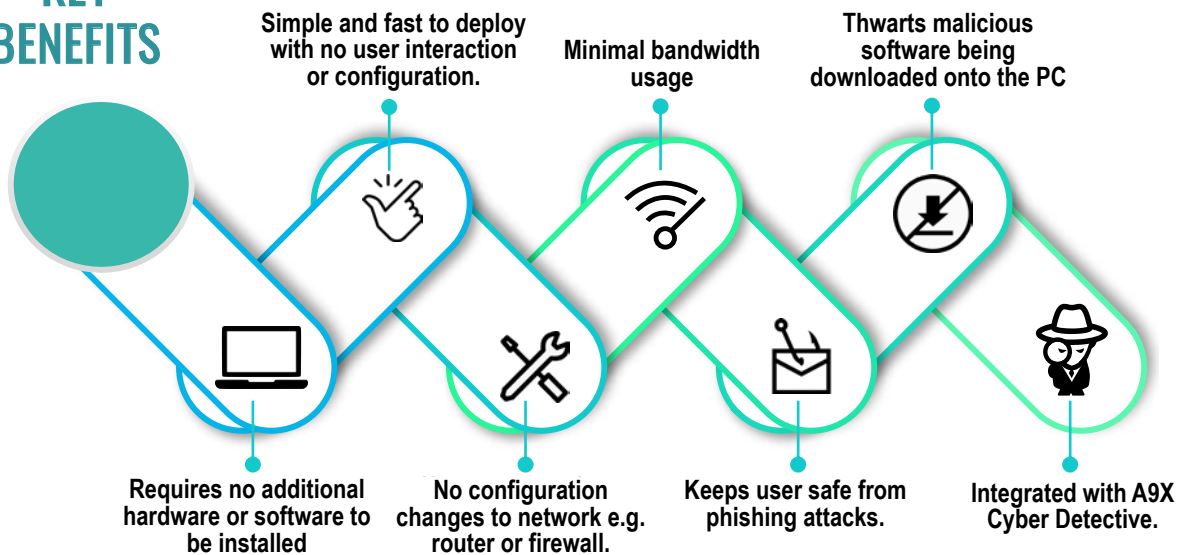 KEY
BENEFITS
Simple and fast to deploy
with no user interaction
or configuration.
Minimal bandwidth
usage
Thwarts malicious
software being
downloaded onto the PC
Requires no additional
hardware or software to
be installed
No configuration
changes to network e.g.
router or firewall.
Keeps user safe from
phishing attacks.
Integrated with A9X
Cyber Detective.